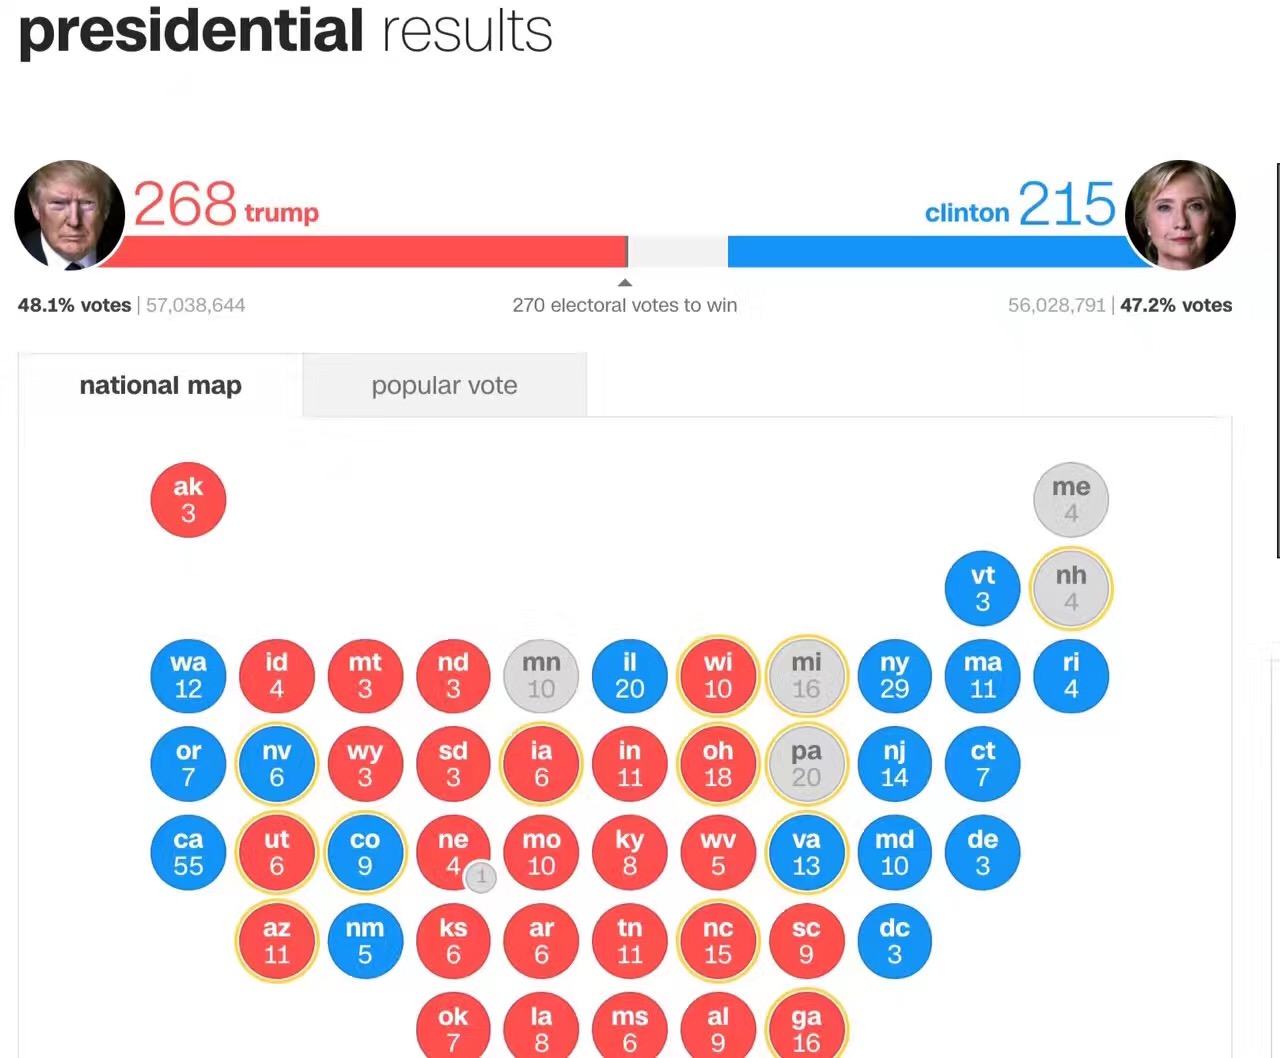 presidential results
268 trump
clinton 215
48.1% votes | 57,038,644
270 electoral votes to win
56,028,791 | 47.2% votes
national map
popular vote
ak
3
me
4
vt
3
nh
4
wa
12
id
4
mt
3
nd
3
mn
10
il
20
wi
10
mi
16
ny
29
ma
11
ri
4
or
7
nv
6
wy
3
sd
3
ia
6
in
11
oh
18
pa
20
nj
14
ct
7
ca
55
ut
6
co
9
ne
4
1
mo
10
ky
8
wv
5
va
13
md
10
de
3
az
11
nm
5
ks
6
ar
6
tn
11
nc
15
sc
9
dc
3
ok
7
la
8
ms
6
al
9
ga
16